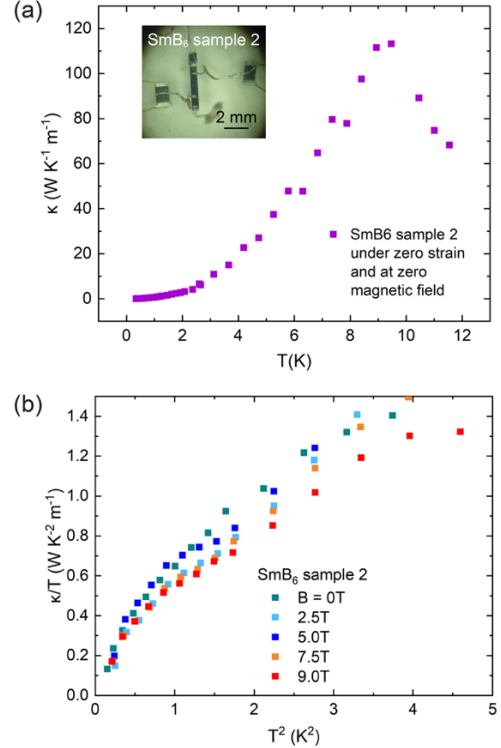 (a)
120
100
80
60
40
20
0
κ (W K⁻¹ m⁻¹)
SmB₆ sample 2
2 mm
SmB6 sample 2
under zero strain
and at zero
magnetic field
0 2 4 6 8 10 12
T(K)
(b)
1.4
1.2
1.0
0.8
0.6
0.4
0.2
0.0
κ/T (W K⁻² m⁻¹)
SmB₆ sample 2
B = 0T
2.5T
5.0T
7.5T
9.0T
0 1 2 3 4 5
T² (K²)